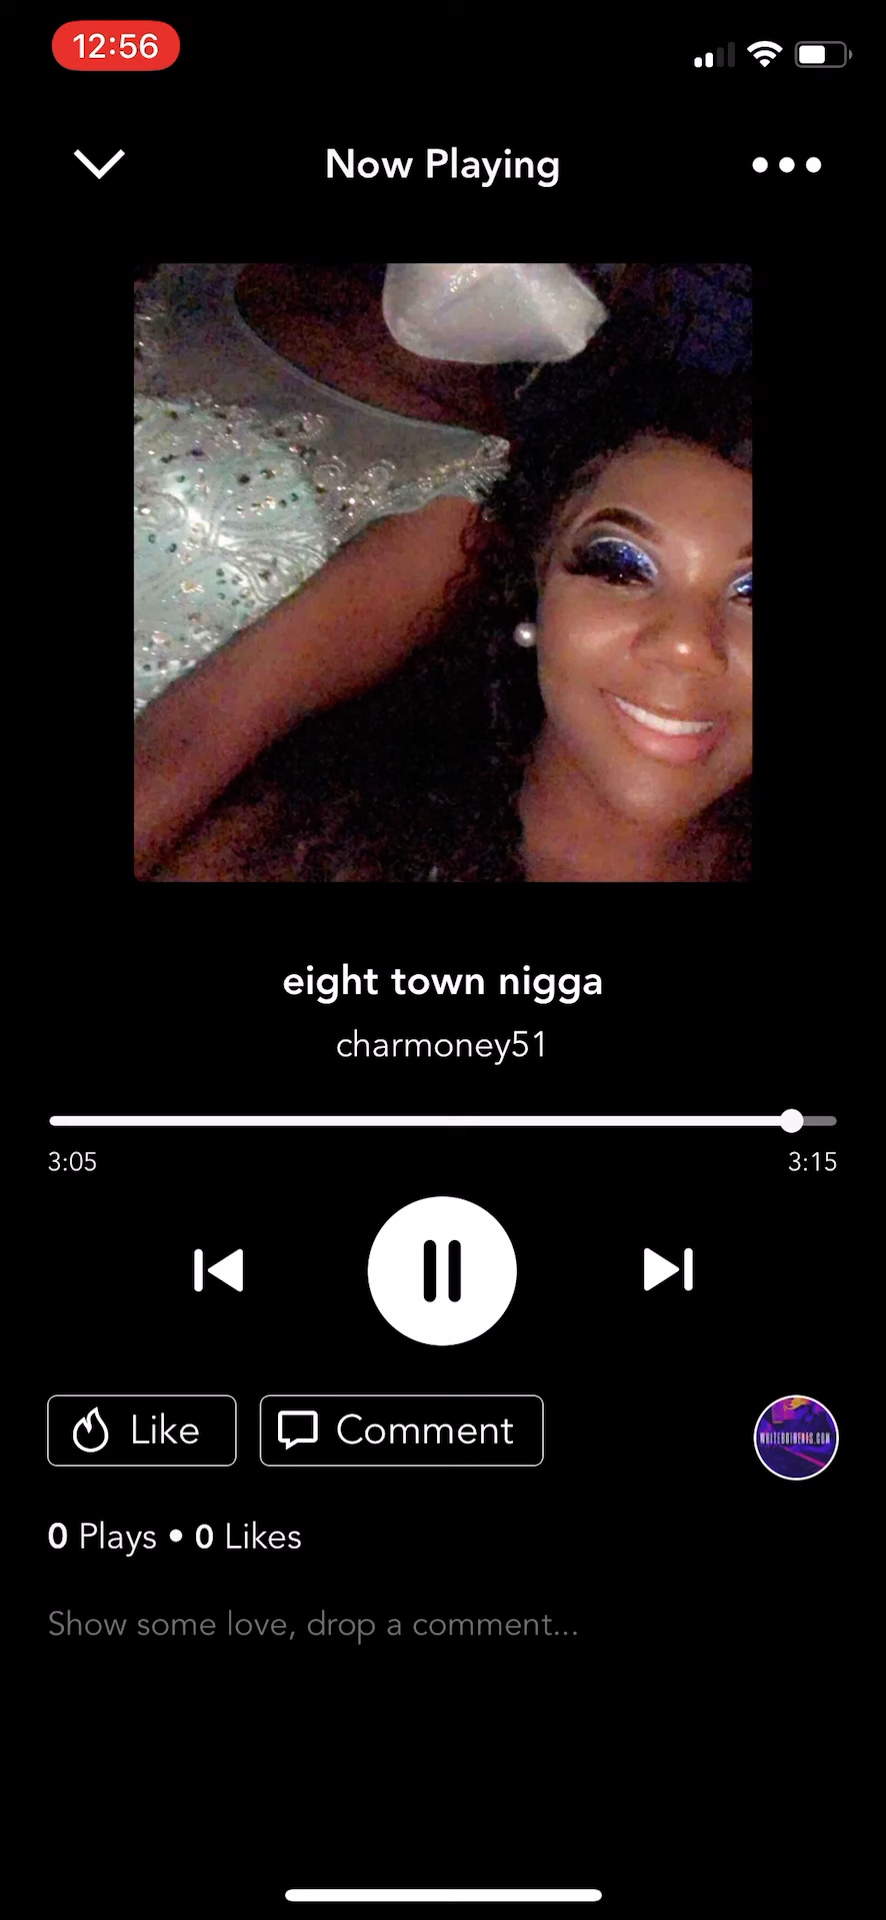 12:56
Now Playing
eight town nigga
charmoney51
3:05
3:15
Like
Comment
0 Plays • 0 Likes
Show some love, drop a comment...